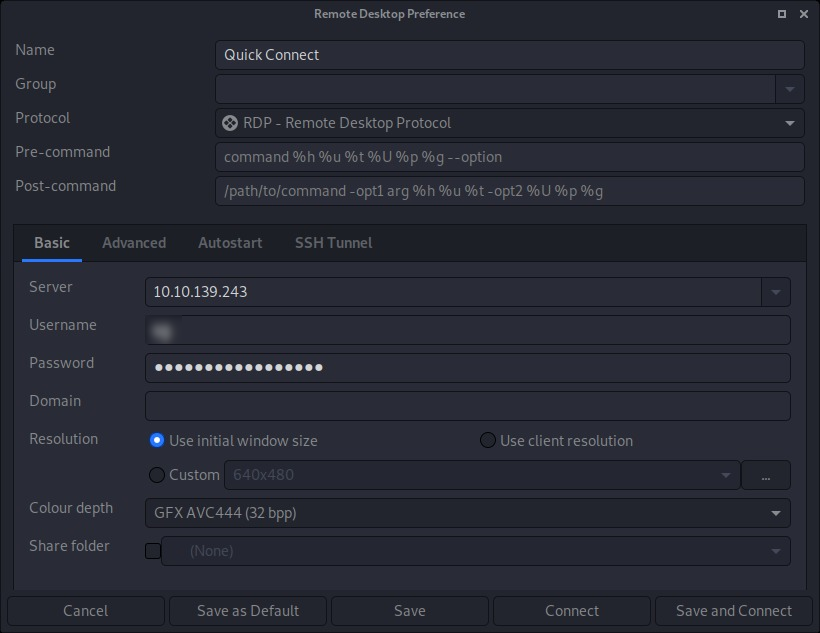 Remote Desktop Preference
Name Quick Connect
Group
Protocol RDP - Remote Desktop Protocol
Pre-command command %h %u %t %U %p %g --option
Post-command /path/to/command -opt1 arg %h %u %t -opt2 %U %p %g
Basic Advanced Autostart SSH Tunnel
Server 10.10.139.243
Username
Password ●●●●●●●●●●●●●●●●●
Domain
Resolution Use initial window size Use client resolution
Custom 640x480 ...
Colour depth GFX AVC444 (32 bpp)
Share folder (None)
Cancel Save as Default Save Connect Save and Connect